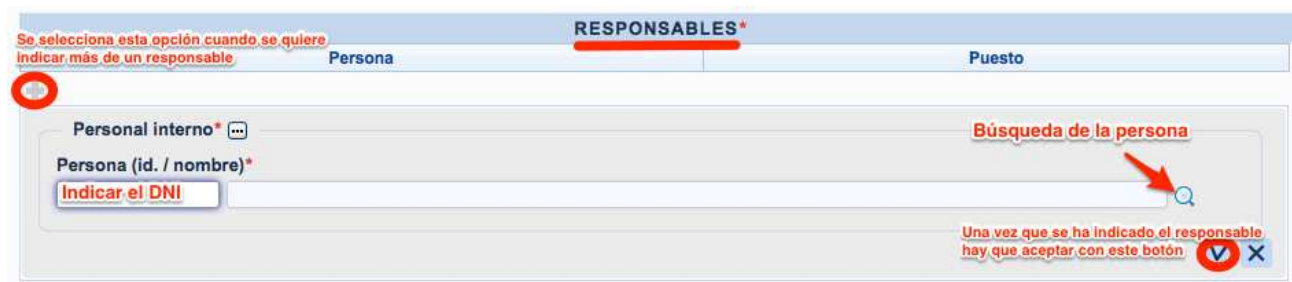 RESPONSABLES*
Se selecciona esta opción cuando se quiere
indicar más de un responsable
Persona
Puesto
Personal interno*
Búsqueda de la persona
Persona (id. / nombre)*
Indicar el DNI
Una vez que se ha indicado el responsable
hay que aceptar con este botón